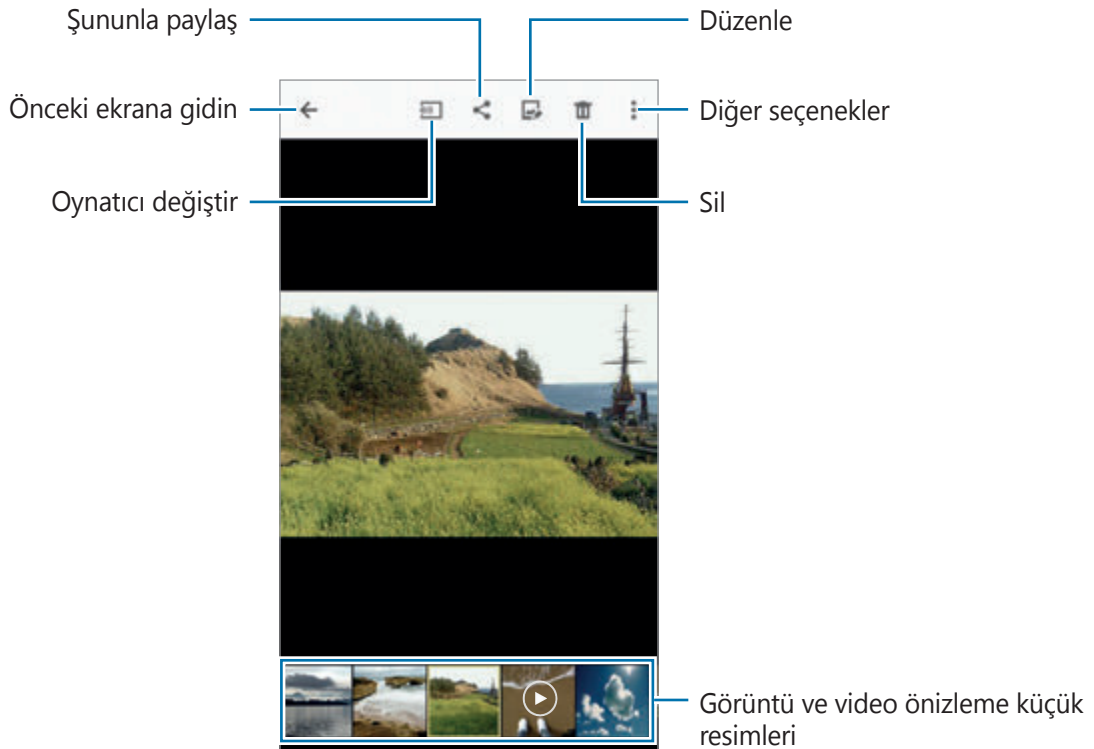 Şununla paylaş
Düzenle
Önceki ekrana gidin
Diğer seçenekler
Oynatıcı değiştir
Sil
Görüntü ve video önizleme küçük
resimleri